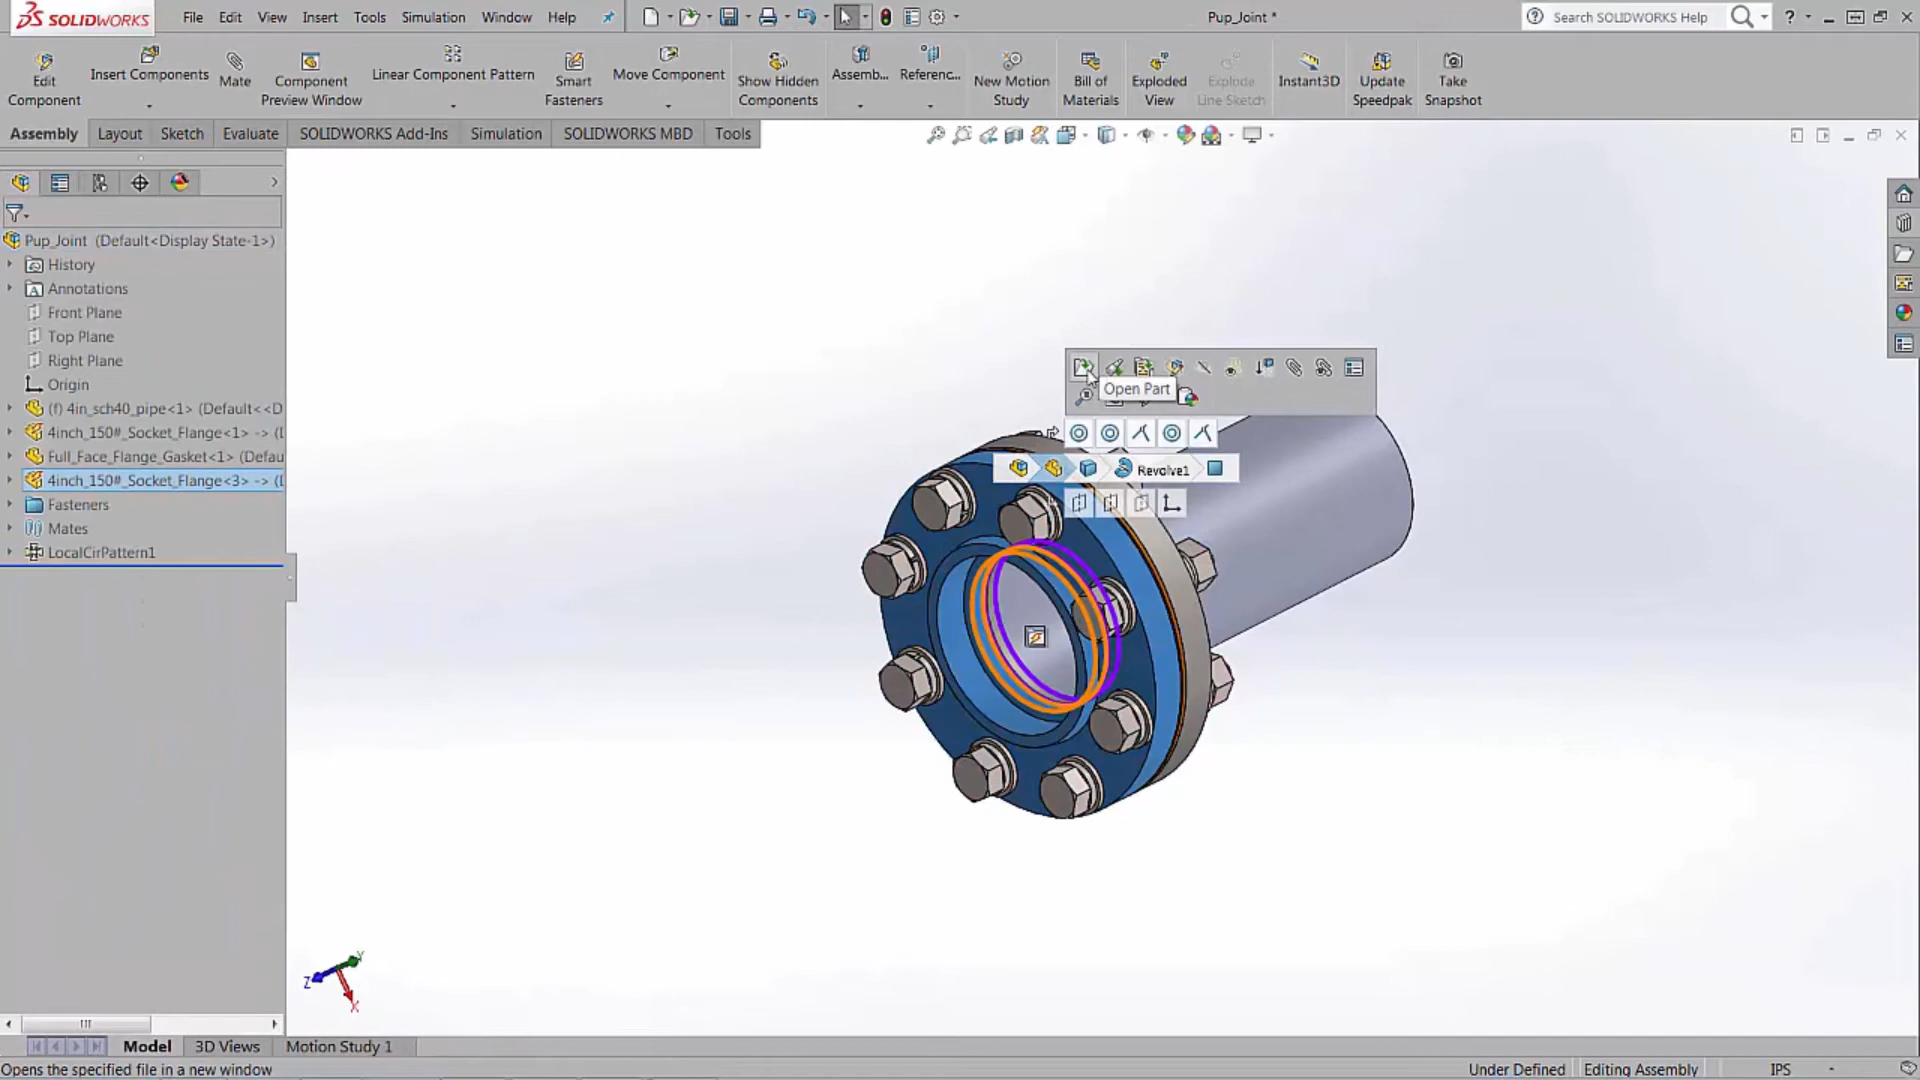 SOLIDWORKS File Edit View Insert Tools Simulation Window Help Pup_Joint * Search SOLIDWORKS Help ?
Edit Component
Insert Components
Mate
Component Preview Window
Linear Component Pattern
Smart Fasteners
Move Component
Show Hidden Components
Assemb...
Referenc...
New Motion Study
Bill of Materials
Exploded View
Explode Line Sketch
Instant3D
Update Speedpak
Take Snapshot
Assembly Layout Sketch Evaluate SOLIDWORKS Add-Ins Simulation SOLIDWORKS MBD Tools
Pup_Joint (Default<Display State-1>)
History
Annotations
Front Plane
Top Plane
Right Plane
Origin
(f) 4in_sch40_pipe<1> (Default<<D
4inch_150#_Socket_Flange<1> -> (D
Full_Face_Flange_Gasket<1> (Defau
4inch_150#_Socket_Flange<3> -> (D
Fasteners
Mates
LocalCirPattern1
Open Part
Revolve1
Y
Z
X
Model 3D Views Motion Study 1
Opens the specified file in a new window Under Defined Editing Assembly IPS -